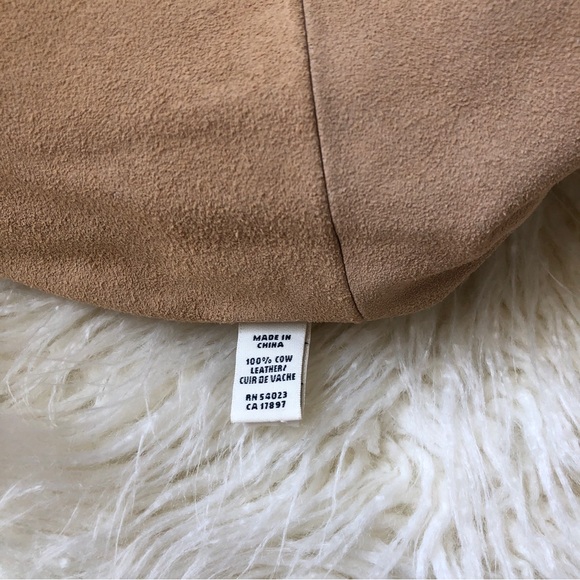 MADE IN
CHINA
100% COW
LEATHER/
CUIR DE VACHE
RN 54023
CA 17897